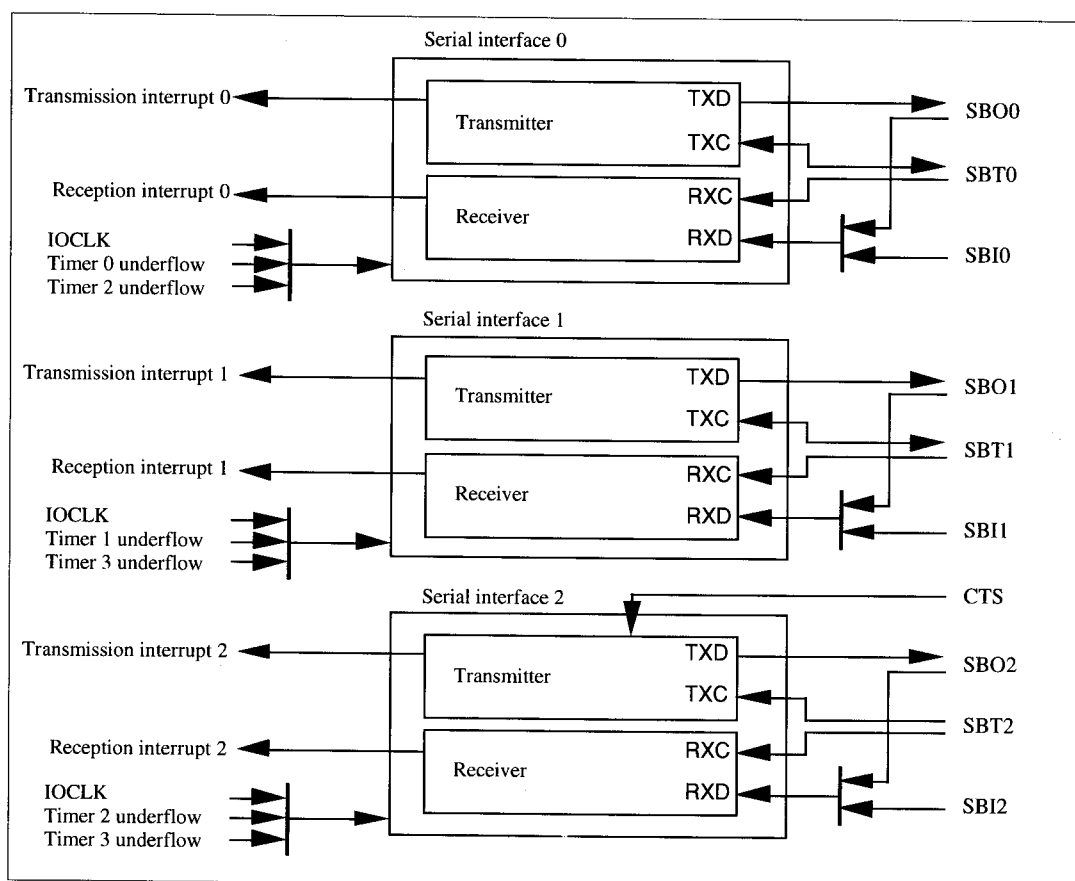 Serial interface 0
Transmission interrupt 0
TXD
SBO0
Transmitter
TXC
SBT0
Reception interrupt 0
RXC
Receiver
IOCLK
RXD
SBI0
Timer 0 underflow
Timer 2 underflow
Serial interface 1
Transmission interrupt 1
TXD
SBO1
Transmitter
TXC
SBT1
Reception interrupt 1
RXC
Receiver
IOCLK
RXD
SBI1
Timer 1 underflow
Timer 3 underflow
Serial interface 2
CTS
Transmission interrupt 2
TXD
SBO2
Transmitter
TXC
SBT2
Reception interrupt 2
RXC
Receiver
IOCLK
RXD
SBI2
Timer 2 underflow
Timer 3 underflow